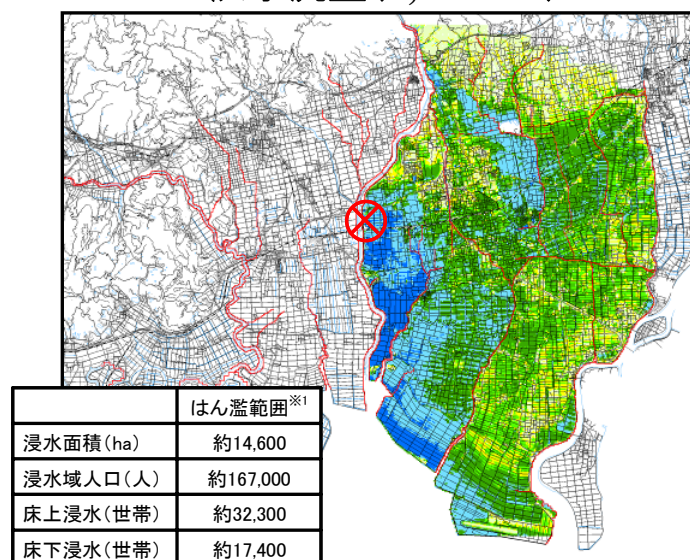 はん濫範囲※1
浸水面積(ha) 約14,600
浸水域人口(人) 約167,000
床上浸水(世帯) 約32,300
床下浸水(世帯) 約17,400